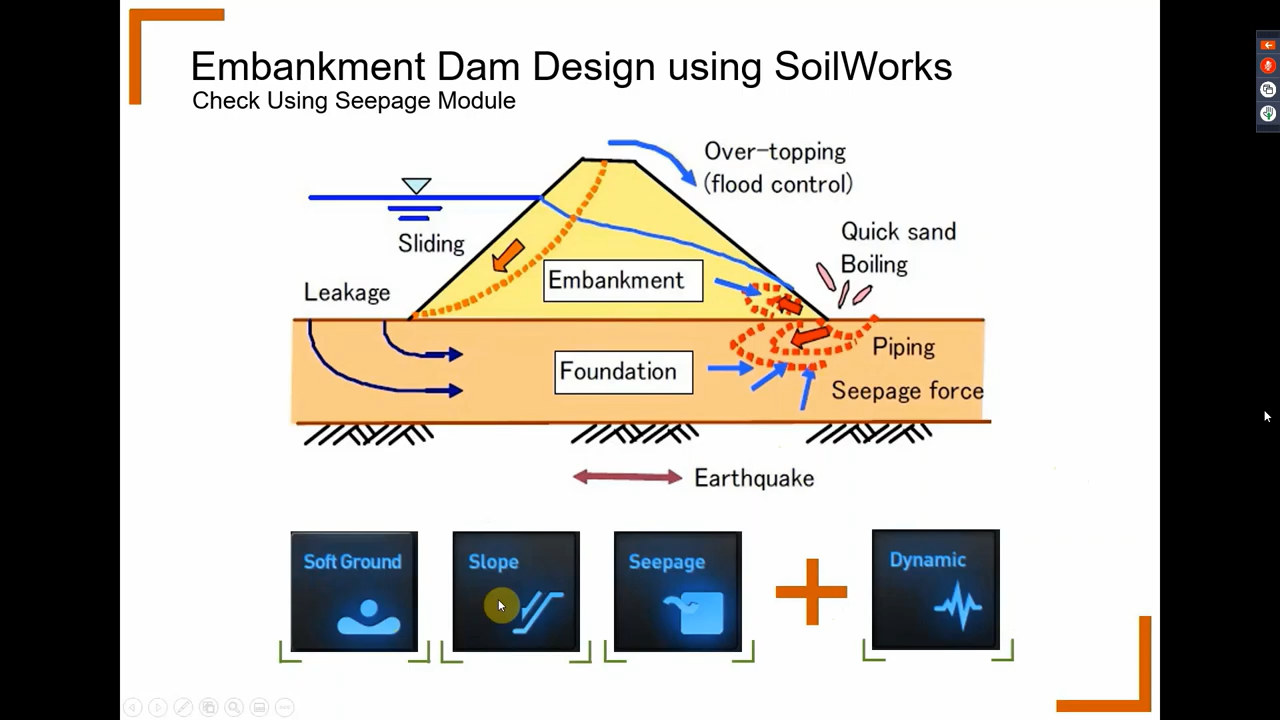 Embankment Dam Design using SoilWorks
Check Using Seepage Module
Over-topping
(flood control)
Quick sand
Boiling
Sliding
Leakage
Embankment
Piping
Foundation
Seepage force
Earthquake
Soft Ground
Slope
Seepage
Dynamic